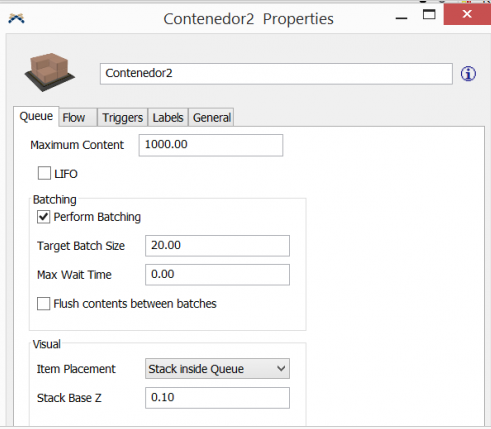 Contenedor2 Properties
Contenedor2
Queue Flow Triggers Labels General
Maximum Content 1000.00
LIFO
Batching
Perform Batching
Target Batch Size 20.00
Max Wait Time 0.00
Flush contents between batches
Visual
Item Placement Stack inside Queue
Stack Base Z 0.10